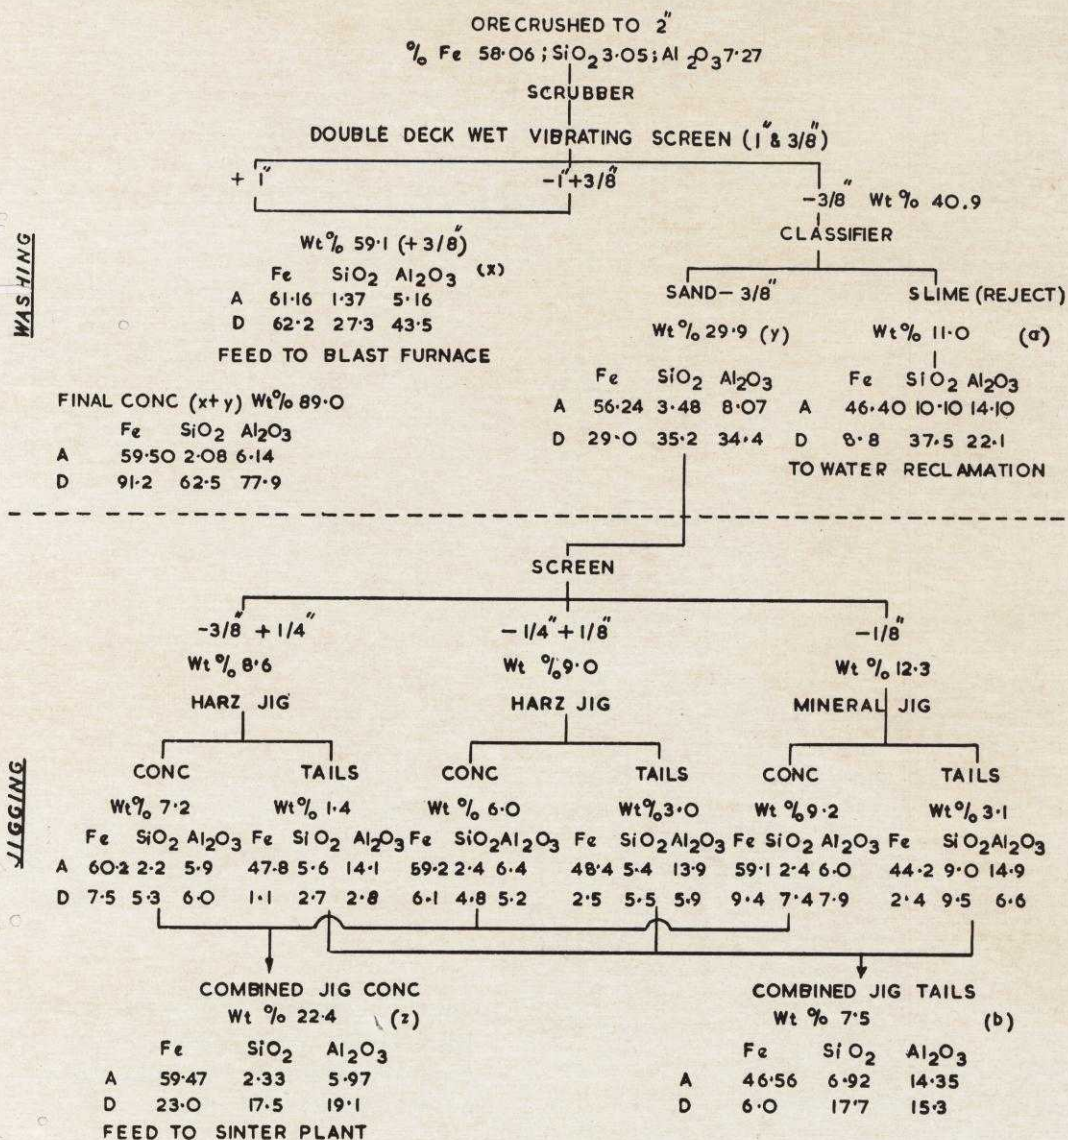 ORE CRUSHED TO 2"
% Fe 58·06 ; SiO2 3·05; Al2O3 7·27
SCRUBBER
DOUBLE DECK WET VIBRATING SCREEN (1" & 3/8")
+ 1"
-1"+3/8"
-3/8" Wt % 40.9
CLASSIFIER
WASHING
Wt% 59·1 (+ 3/8")
Fe SiO2 Al2O3 (x)
A 61·16 1·37 5·16
D 62·2 27·3 43·5
FEED TO BLAST FURNACE
SAND- 3/8"
Wt % 29·9 (y)
Fe SiO2 Al2O3
A 56·24 3·48 8·07
D 29·0 35·2 34·4
SLIME (REJECT)
Wt % 11·0 (a)
Fe SiO2 Al2O3
A 46·40 10·10 14·10
D 8·8 37·5 22·1
TO WATER RECLAMATION
FINAL CONC (x+y) Wt% 89·0
Fe SiO2 Al2O3
A 59·50 2·08 6·14
D 91·2 62·5 77·9
SCREEN
-3/8" + 1/4"
Wt % 8·6
HARZ JIG
-1/4"+1/8"
Wt % 9·0
HARZ JIG
-1/8"
Wt % 12·3
MINERAL JIG
JIGGING
CONC TAILS CONC TAILS CONC TAILS
Wt% 7·2 Wt% 1·4 Wt % 6·0 Wt% 3·0 Wt% 9·2 Wt% 3·1
Fe SiO2 Al2O3 Fe SiO2 Al2O3 Fe SiO2 Al2O3 Fe SiO2 Al2O3 Fe SiO2 Al2O3 Fe SiO2 Al2O3
A 60·2 2·2 5·9 47·8 5·6 14·1 59·2 2·4 6·4 48·4 5·4 13·9 59·1 2·4 6·0 44·2 9·0 14·9
D 7·5 5·3 6·0 1·1 2·7 2·8 6·1 4·8 5·2 2·5 5·5 5·9 9·4 7·4 7·9 2·4 9·5 6·6
COMBINED JIG CONC
Wt % 22·4 (z)
Fe SiO2 Al2O3
A 59·47 2·33 5·97
D 23·0 17·5 19·1
FEED TO SINTER PLANT
COMBINED JIG TAILS
Wt % 7·5 (b)
Fe SiO2 Al2O3
A 46·56 6·92 14·35
D 6·0 17·7 15·3